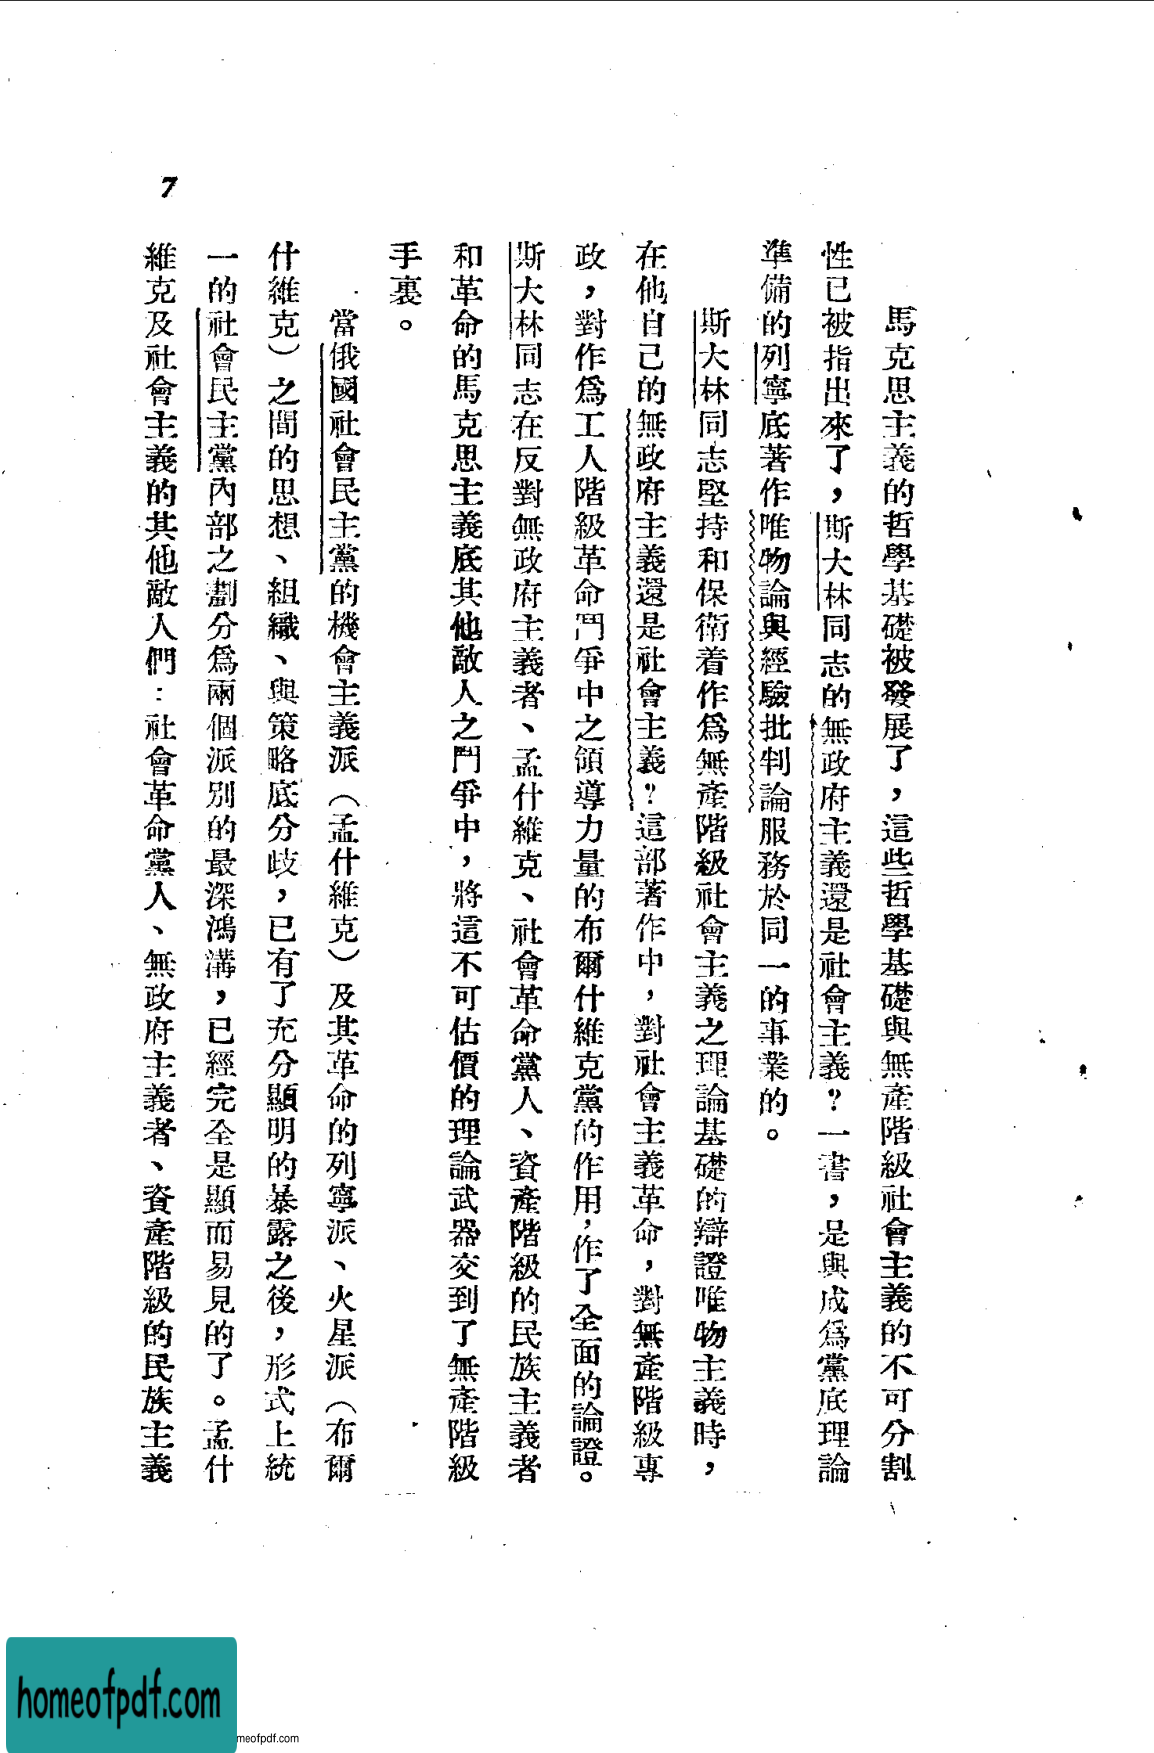 馬克思主義的哲學基礎被發展了，這些哲學基礎與無產階級社會主義的不可分割
性已被指出來了，斯大林同志的無政府主義還是社會主義？一書，是與成爲黨底理論
準備的列寧底著作唯物論與經驗批判論服務於同一的事業的。
斯大林同志堅持和保衛着作爲無產階級社會主義之理論基礎的辯證唯物主義時，
在他自己的無政府主義還是社會主義？這部著作中，對社會主義革命，對無產階級專
政，對作爲工人階級革命鬥爭中之領導力量的布爾什維克黨的作用，作了全面的論證。
斯大林同志在反對無政府主義者、孟什維克、社會革命黨人、資產階級的民族主義者
和革命的馬克思主義底其他敵人之鬥爭中，將這不可估價的理論武器交到了無產階級
手裏。
當俄國社會民主黨的機會主義派（孟什維克）及其革命的列寧派、火星派（布爾
什維克）之間的思想、組織、與策略底分歧，已有了充分顯明的暴露之後，形式上統
一的社會民主黨內部之劃分爲兩個派別的最深鴻溝，已經完全是顯而易見的了。孟什
維克及社會主義的其他敵人們：社會革命黨人、無政府主義者、資產階級的民族主義
7
homeofpdf.com
meofpdf.com